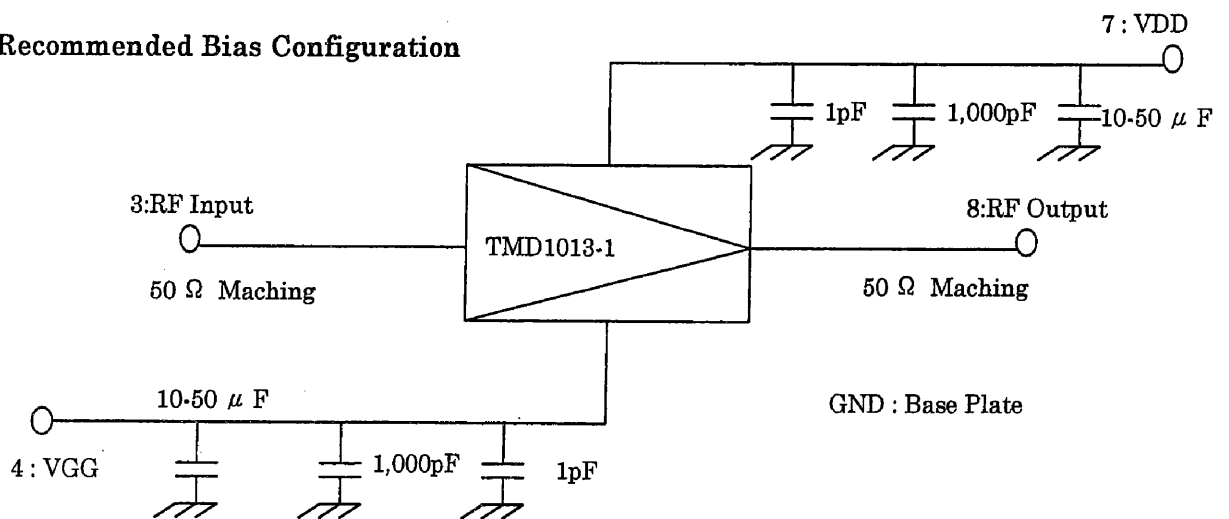 Recommended Bias Configuration
7 : VDD
1pF
1,000pF
10-50 μ F
3:RF Input
8:RF Output
TMD1013-1
50 Ω Maching
50 Ω Maching
10-50 μ F
GND : Base Plate
4 : VGG
1,000pF
1pF